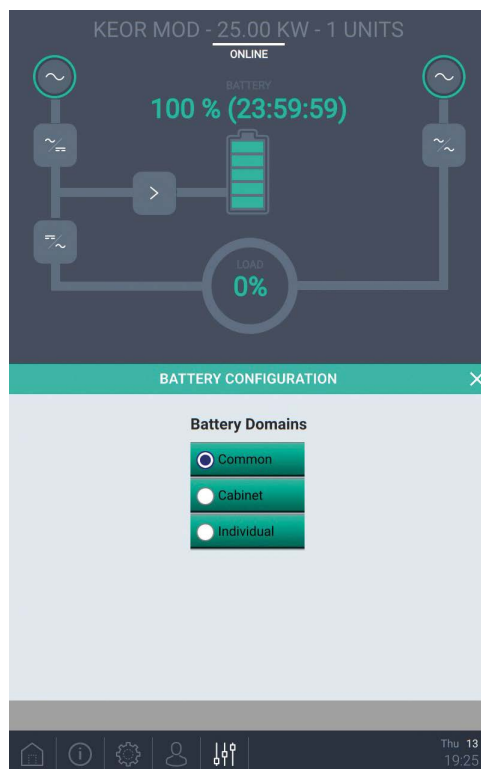 KEOR MOD - 25.00 KW - 1 UNITS
ONLINE
BATTERY
100 % (23:59:59)
LOAD
0%
BATTERY CONFIGURATION
Battery Domains
Common
Cabinet
Individual
Thu 13
19:25